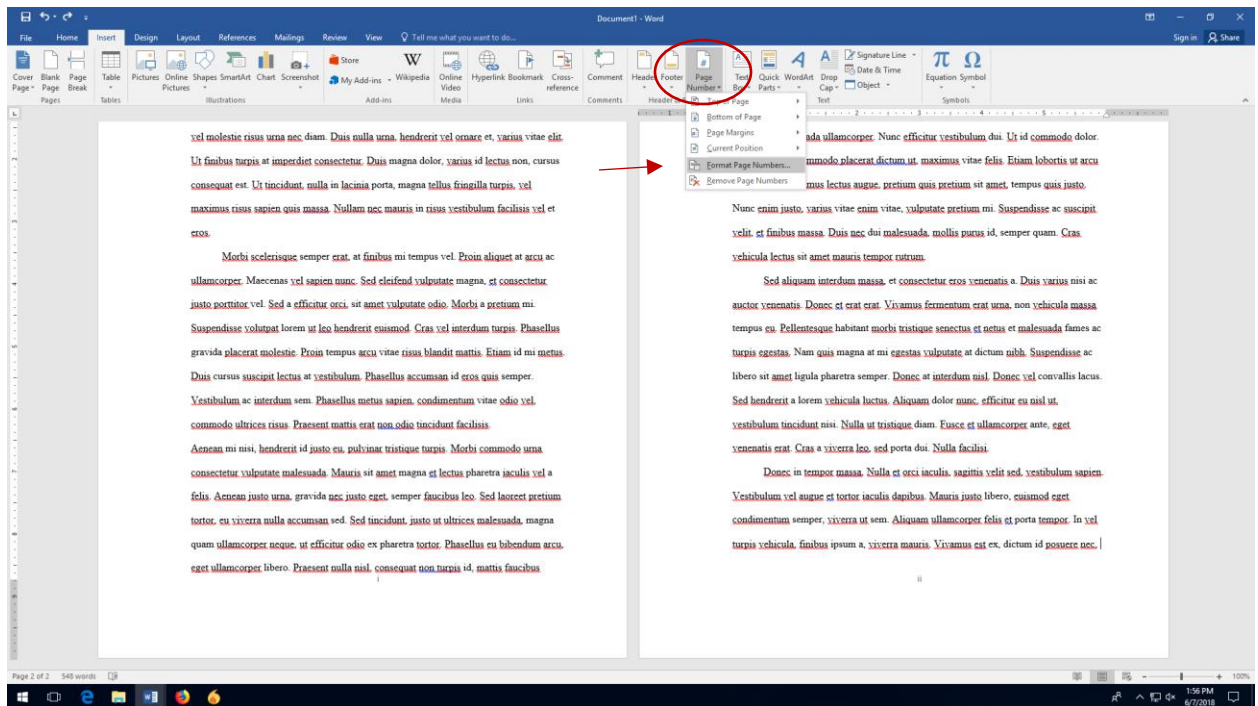 Document1 - Word
File Home Insert Design Layout References Mailings Review View Tell me what you want to do... Sign in Share
Cover Page Blank Page Page Break Table Pictures Online Pictures Shapes SmartArt Chart Screenshot Store My Add-ins Wikipedia Online Video Hyperlink Bookmark Cross-reference Comment Header Footer Page Number Text Box Quick Parts WordArt Drop Cap Signature Line Date & Time Object Equation Symbol
Pages Tables Illustrations Add-ins Media Links Comments Text Symbols
Top of Page
Bottom of Page
Page Margins
Current Position
Format Page Numbers...
Remove Page Numbers
vel molestie risus urna nec diam. Duis nulla urna, hendrerit vel ornare et, varius vitae elit.
Ut finibus turpis at imperdiet consectetur. Duis magna dolor, varius id lectus non, cursus
consequat est. Ut tincidunt, nulla in lacinia porta, magna tellus fringilla turpis, vel
maximus risus sapien quis massa. Nullam nec mauris in risus vestibulum facilisis vel et
eros.
Morbi scelerisque semper erat, at finibus mi tempus vel. Proin aliquet at arcu ac
ullamcorper. Maecenas vel sapien nunc. Sed eleifend vulputate magna, et consectetur
justo porttitor vel. Sed a efficitur orci, sit amet vulputate odio. Morbi a pretium mi.
Suspendisse volutpat lorem ut leo hendrerit euismod. Cras vel interdum turpis. Phasellus
gravida placerat molestie. Proin tempus arcu vitae risus blandit mattis. Etiam id mi metus.
Duis cursus suscipit lectus at vestibulum. Phasellus accumsan id eros quis semper.
Vestibulum ac interdum sem. Phasellus metus sapien, condimentum vitae odio vel,
commodo ultrices risus. Praesent mattis erat non odio tincidunt facilisis.
Aenean mi nisi, hendrerit id justo eu, pulvinar tristique turpis. Morbi commodo urna
consectetur vulputate malesuada. Mauris sit amet magna et lectus pharetra iaculis vel a
felis. Aenean justo urna, gravida nec justo eget, semper faucibus leo. Sed laoreet pretium
tortor, eu viverra nulla accumsan sed. Sed tincidunt, justo ut ultrices malesuada, magna
quam ullamcorper neque, ut efficitur odio ex pharetra tortor. Phasellus eu bibendum arcu,
eget ullamcorper libero. Praesent nulla nisl, consequat non turpis id, mattis faucibus
i
ada ullamcorper. Nunc efficitur vestibulum dui. Ut id commodo dolor.
mmodo placerat dictum ut, maximus vitae felis. Etiam lobortis ut arcu
mus lectus augue, pretium quis pretium sit amet, tempus quis justo.
Nunc enim justo, varius vitae enim vitae, vulputate pretium mi. Suspendisse ac suscipit
velit, et finibus massa. Duis nec dui malesuada, mollis purus id, semper quam. Cras
vehicula lectus sit amet mauris tempor rutrum.
Sed aliquam interdum massa, et consectetur eros venenatis a. Duis varius nisi ac
auctor venenatis. Donec et erat erat. Vivamus fermentum erat urna, non vehicula massa
tempus eu. Pellentesque habitant morbi tristique senectus et netus et malesuada fames ac
turpis egestas. Nam quis magna at mi egestas vulputate at dictum nibh. Suspendisse ac
libero sit amet ligula pharetra semper. Donec at interdum nisl. Donec vel convallis lacus.
Sed hendrerit a lorem vehicula luctus. Aliquam dolor nunc, efficitur eu nisl ut,
vestibulum tincidunt nisi. Nulla ut tristique diam. Fusce et ullamcorper ante, eget
venenatis erat. Cras a viverra leo, sed porta dui. Nulla facilisi.
Donec in tempor massa. Nulla et orci iaculis, sagittis velit sed, vestibulum sapien.
Vestibulum vel augue et tortor iaculis dapibus. Mauris justo libero, euismod eget
condimentum semper, viverra ut sem. Aliquam ullamcorper felis et porta tempor. In vel
turpis vehicula, finibus ipsum a, viverra mauris. Vivamus est ex, dictum id posuere nec,
ii
Page 2 of 2 548 words 100%
1:56 PM
6/7/2018